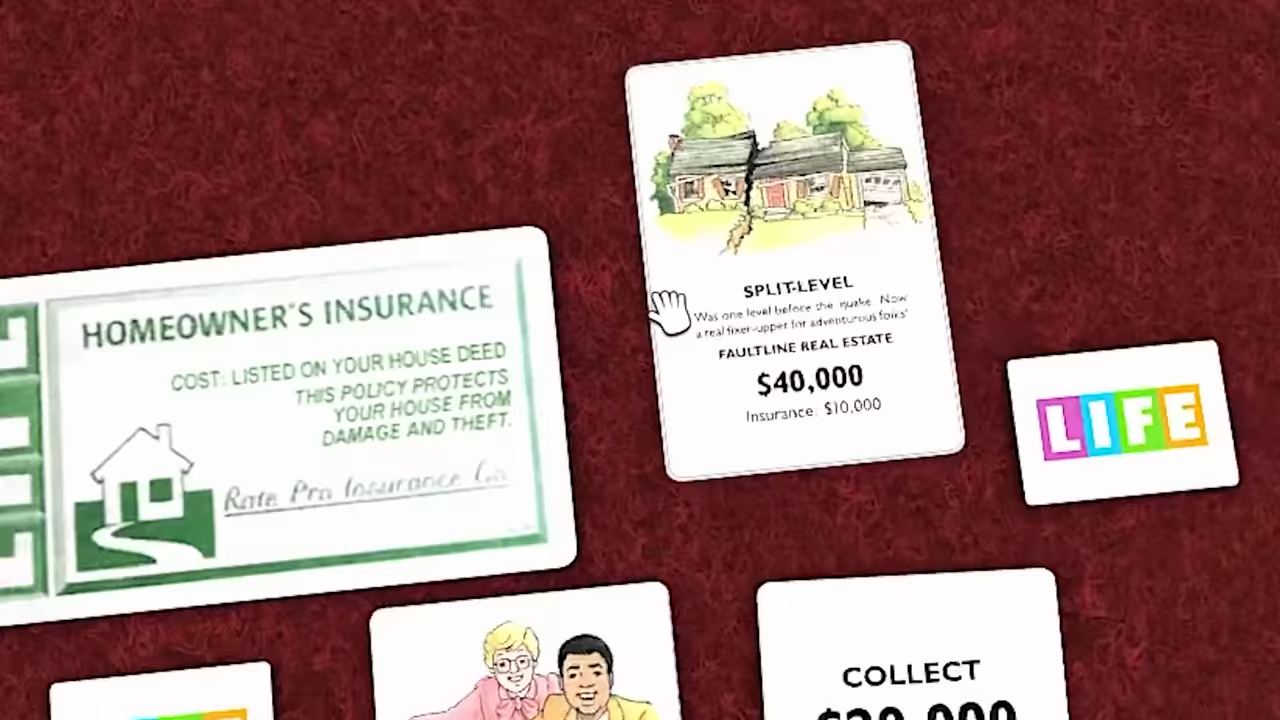 HOMEOWNER'S INSURANCE
COST: LISTED ON YOUR HOUSE DEED
THIS POLICY PROTECTS
YOUR HOUSE FROM
DAMAGE AND THEFT.
Rate Pro Insurance Co.
SPLIT-LEVEL
Was one level before the quake. Now
a real fixer-upper for adventurous folks!
FAULTLINE REAL ESTATE
$40,000
Insurance: $10,000
LIFE
COLLECT